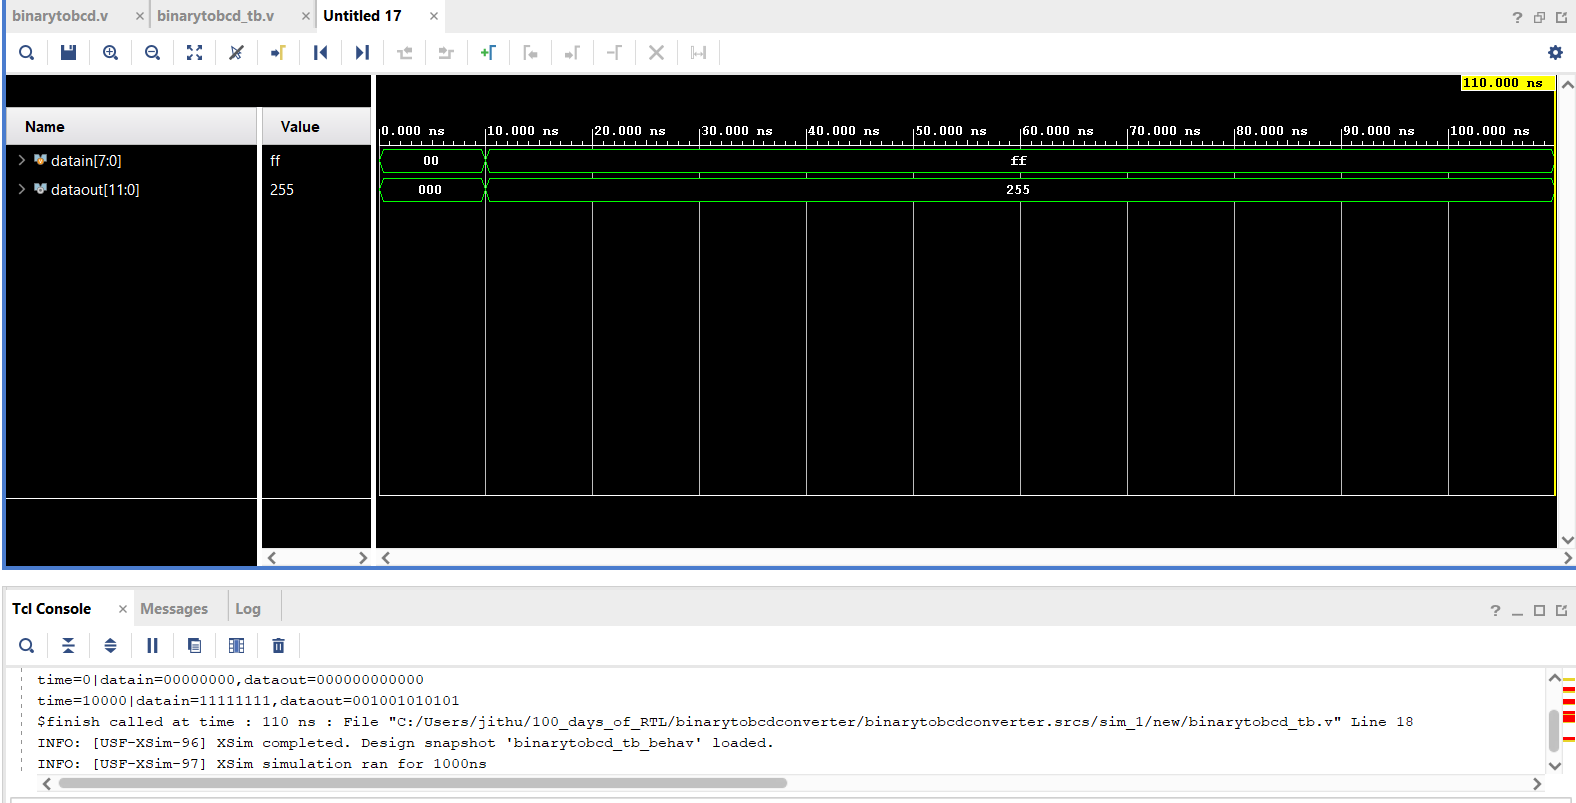 binarytobcd.v × binarytobcd_tb.v × Untitled 17 ×
110.000 ns
Name Value
0.000 ns 10.000 ns 20.000 ns 30.000 ns 40.000 ns 50.000 ns 60.000 ns 70.000 ns 80.000 ns 90.000 ns 100.000 ns
datain[7:0] ff 00 ff
dataout[11:0] 255 000 255
Tcl Console × Messages Log
time=0|datain=00000000,dataout=000000000000
time=10000|datain=11111111,dataout=001001010101
$finish called at time : 110 ns : File "C:/Users/jithu/100_days_of_RTL/binarytobcdconverter/binarytobcdconverter.srcs/sim_1/new/binarytobcd_tb.v" Line 18
INFO: [USF-XSim-96] XSim completed. Design snapshot 'binarytobcd_tb_behav' loaded.
INFO: [USF-XSim-97] XSim simulation ran for 1000ns